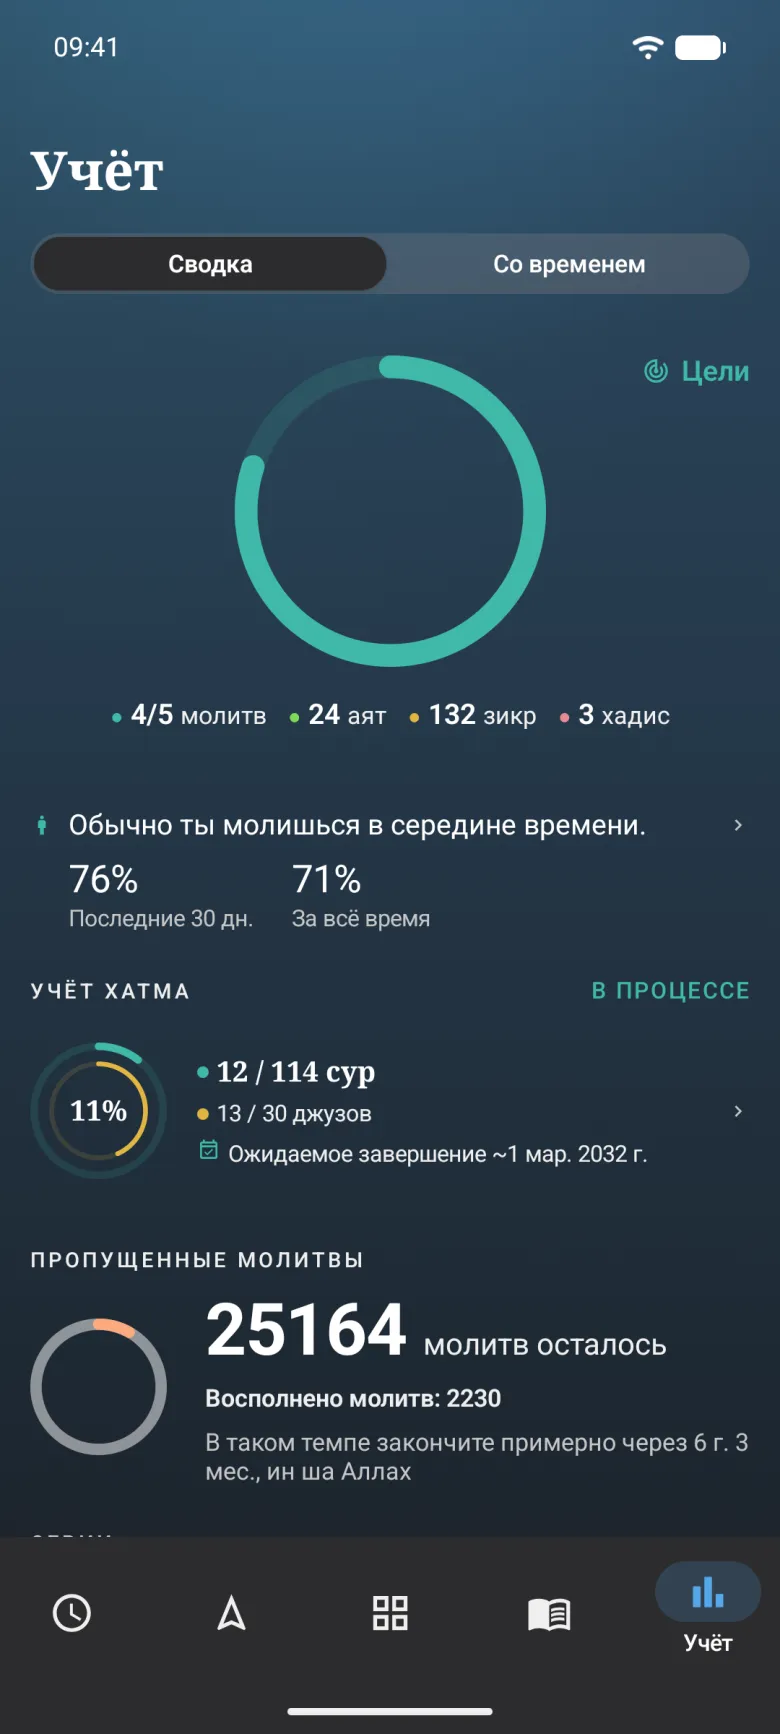 09:41
Учёт
Сводка
Со временем
Цели
4/5 молитв 24 аят 132 зикр 3 хадис
Обычно ты молишься в середине времени.
76% 71%
Последние 30 дн. За всё время
УЧЁТ ХАТМА В ПРОЦЕССЕ
12 / 114 сур
11%
13 / 30 джузов
Ожидаемое завершение ~1 мар. 2032 г.
ПРОПУЩЕННЫЕ МОЛИТВЫ
25164 молитв осталось
Восполнено молитв: 2230
В таком темпе закончите примерно через 6 г. 3
мес., ин ша Аллах
Учёт